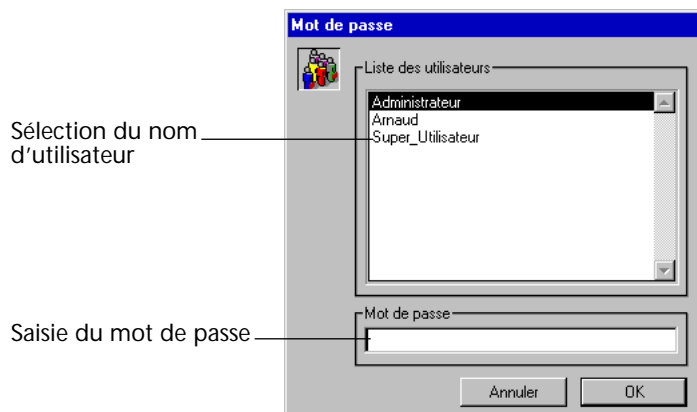 Mot de passe
Liste des utilisateurs
Administrateur
Arnaud
Super_Utilisateur
Sélection du nom
d’utilisateur
Mot de passe
Saisie du mot de passe
Annuler
OK